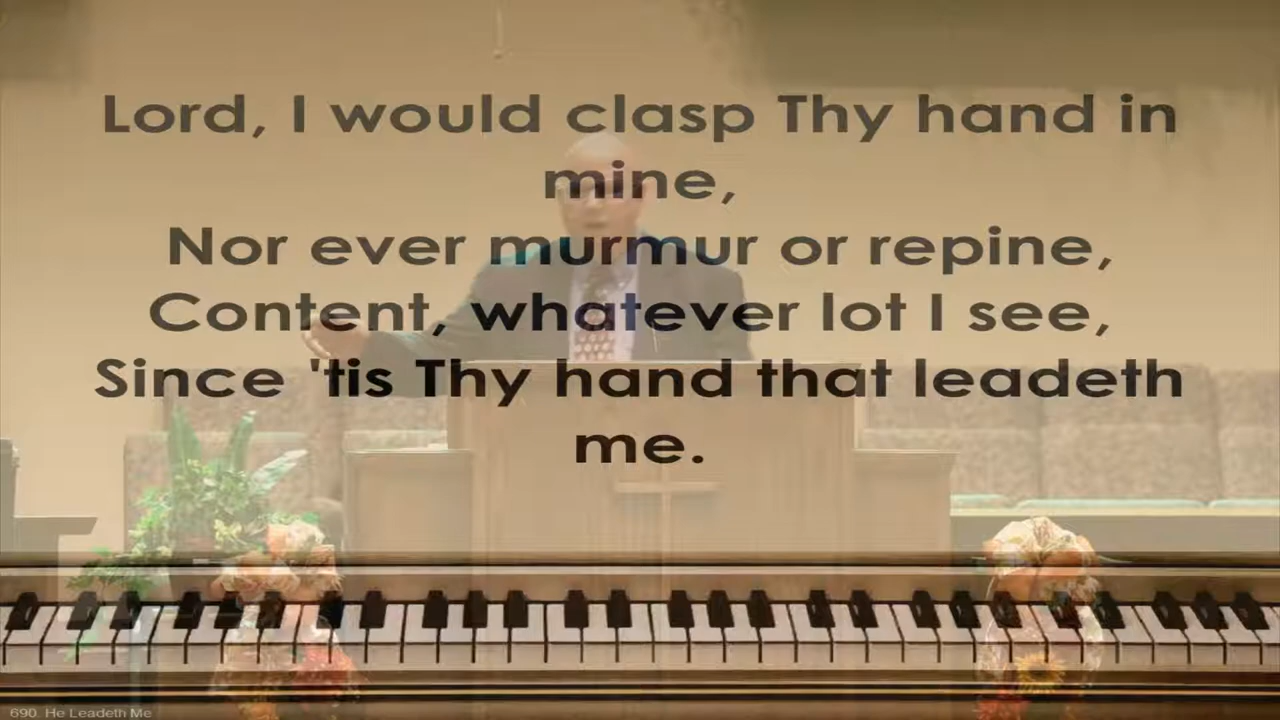 Lord, I would clasp Thy hand in
mine,
Nor ever murmur or repine,
Content, whatever lot I see,
Since 'tis Thy hand that leadeth
me.
690 He Leadeth Me